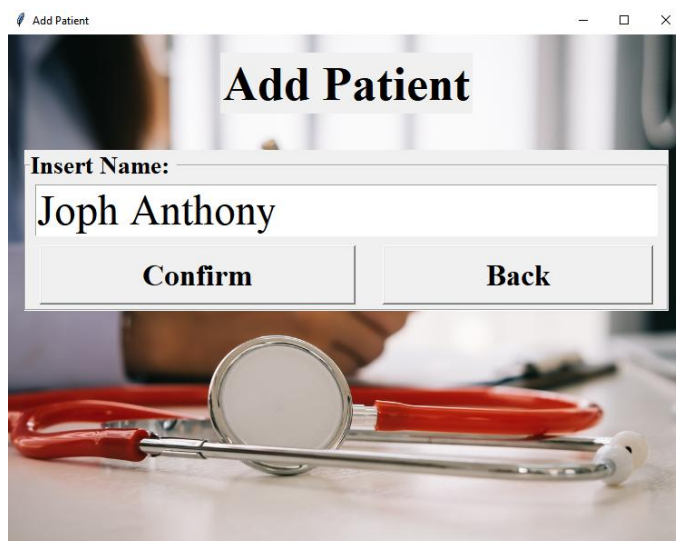 Add Patient
Add Patient
Insert Name:
Joph Anthony
Confirm Back